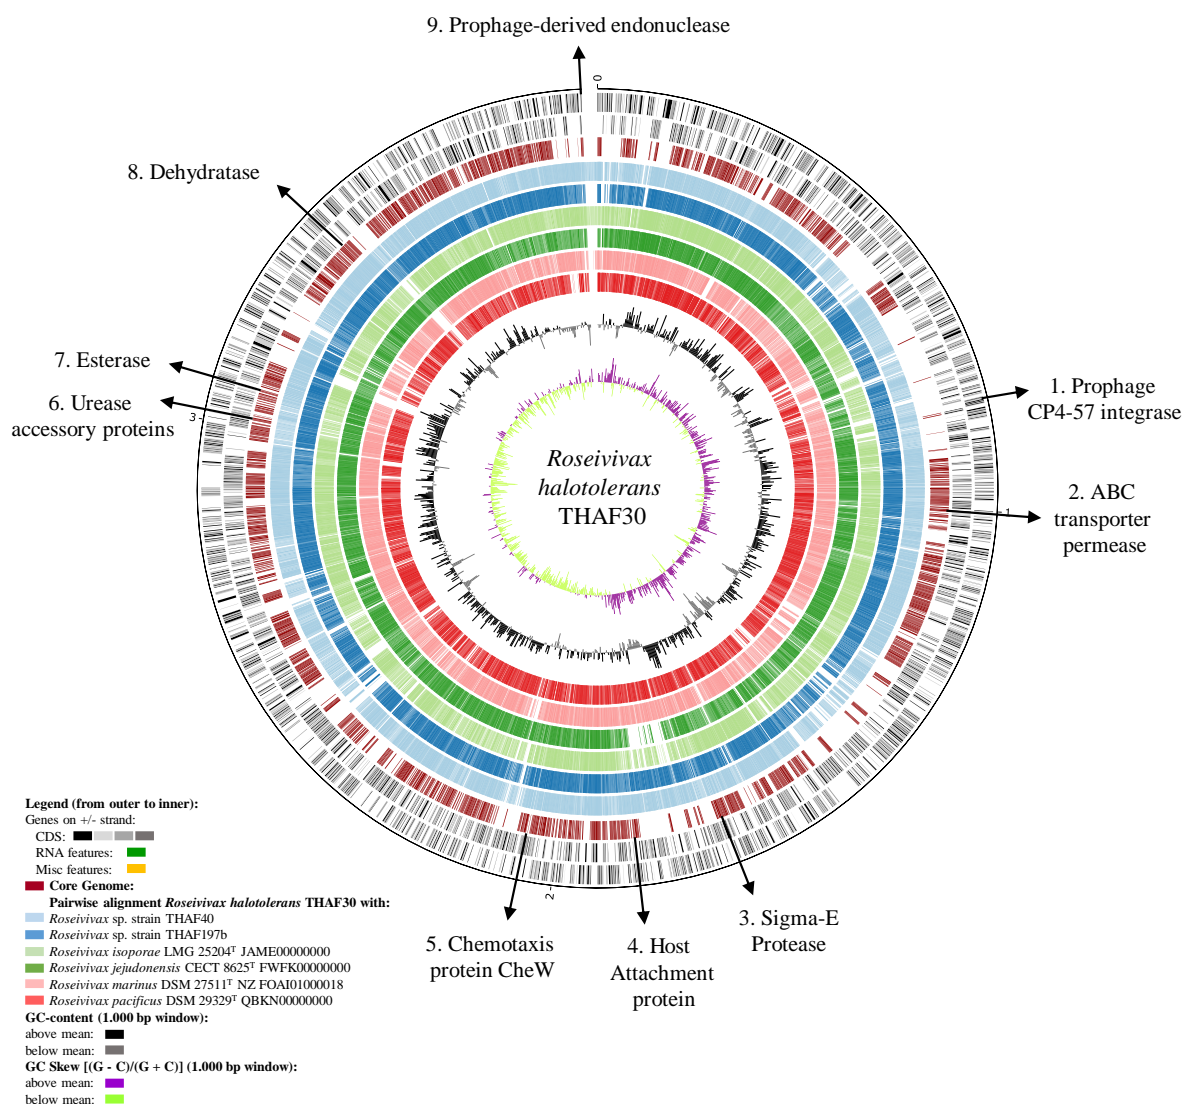 9. Prophage-derived endonuclease
0
8. Dehydratase
7. Esterase
6. Urease
accessory proteins
3
1. Prophage
CP4-57 integrase
Roseivivax
halotolerans
THAF30
2. ABC
transporter
permease
1
2
3. Sigma-E
Protease
4. Host
Attachment
protein
5. Chemotaxis
protein CheW
Legend (from outer to inner):
Genes on +/- strand:
CDS:
RNA features:
Misc features:
Core Genome:
Pairwise alignment Roseivivax halotolerans THAF30 with:
Roseivivax sp. strain THAF40
Roseivivax sp. strain THAF197b
Roseivivax isoporae LMG 25204ᵀ JAME00000000
Roseivivax jejudonensis CECT 8625ᵀ FWFK00000000
Roseivivax marinus DSM 27511ᵀ NZ FOAI01000018
Roseivivax pacificus DSM 29329ᵀ QBKN00000000
GC-content (1.000 bp window):
above mean:
below mean:
GC Skew [(G - C)/(G + C)] (1.000 bp window):
above mean:
below mean: